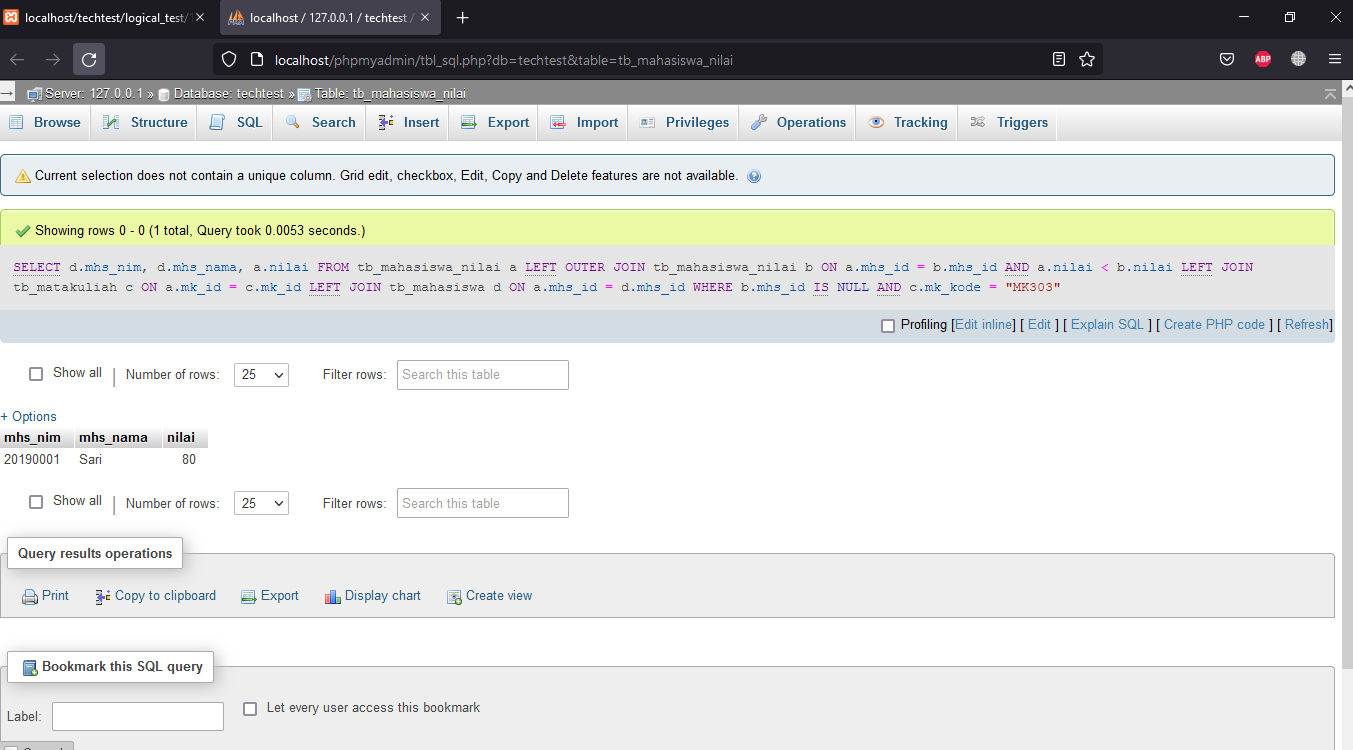 localhost/techtest/logical_test/1
localhost / 127.0.0.1 / techtest /
localhost/phpmyadmin/tbl_sql.php?db=techtest&table=tb_mahasiswa_nilai
ABP
Server: 127.0.0.1 » Database: techtest » Table: tb_mahasiswa_nilai
Browse Structure SQL Search Insert Export Import Privileges Operations Tracking Triggers
Current selection does not contain a unique column. Grid edit, checkbox, Edit, Copy and Delete features are not available.
Showing rows 0 - 0 (1 total, Query took 0.0053 seconds.)
SELECT d.mhs_nim, d.mhs_nama, a.nilai FROM tb_mahasiswa_nilai a LEFT OUTER JOIN tb_mahasiswa_nilai b ON a.mhs_id = b.mhs_id AND a.nilai < b.nilai LEFT JOIN
tb_matakuliah c ON a.mk_id = c.mk_id LEFT JOIN tb_mahasiswa d ON a.mhs_id = d.mhs_id WHERE b.mhs_id IS NULL AND c.mk_kode = "MK303"
Profiling [Edit inline] [ Edit ] [ Explain SQL ] [ Create PHP code ] [ Refresh]
Show all | Number of rows: 25 Filter rows: Search this table
+ Options
mhs_nim mhs_nama nilai
20190001 Sari 80
Show all | Number of rows: 25 Filter rows: Search this table
Query results operations
Print Copy to clipboard Export Display chart Create view
Bookmark this SQL query
Label: Let every user access this bookmark